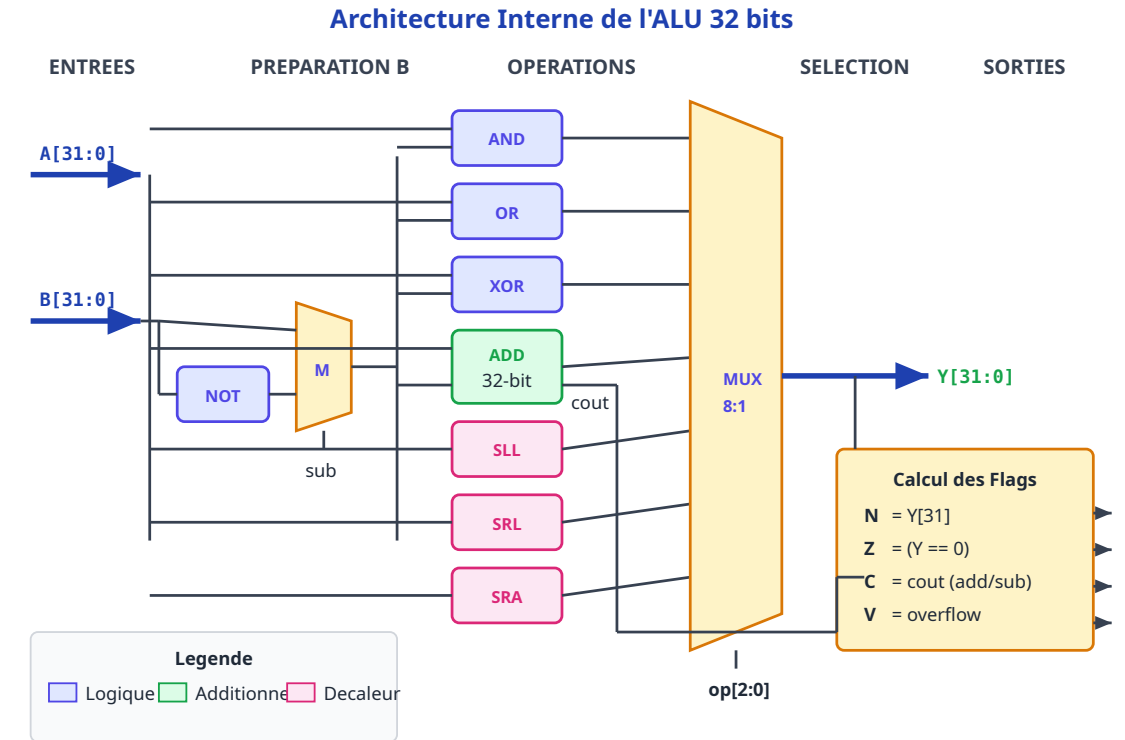 Architecture Interne de l'ALU 32 bits
ENTREES
PREPARATION B
OPERATIONS
SELECTION
SORTIES
A[31:0]
B[31:0]
NOT
M
sub
AND
OR
XOR
ADD
32-bit
cout
SLL
SRL
SRA
MUX
8:1
op[2:0]
Y[31:0]
Calcul des Flags
N = Y[31]
Z = (Y == 0)
C = cout (add/sub)
V = overflow
Legende
Logique
Additionne
Decaleur